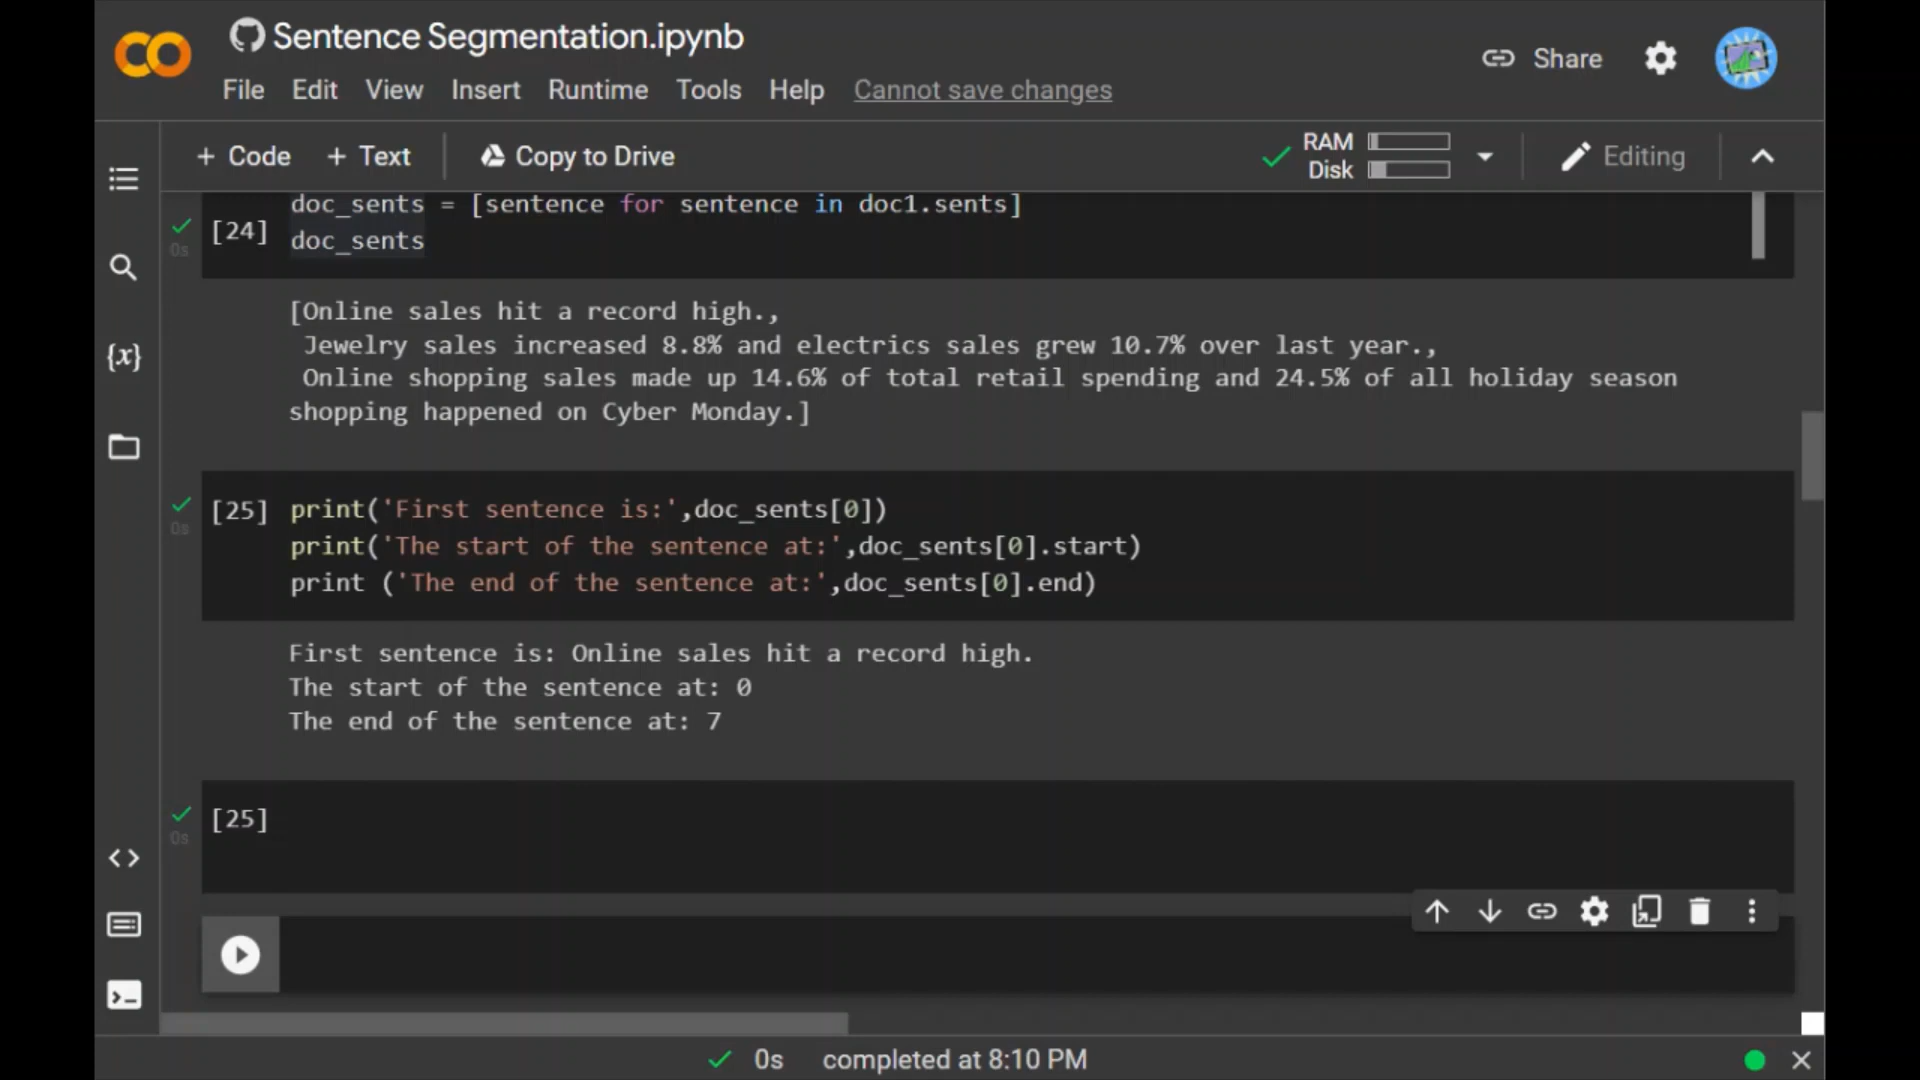 Sentence Segmentation.ipynb
File Edit View Insert Runtime Tools Help Cannot save changes
Share
+ Code + Text Copy to Drive
RAM
Disk
Editing
{x}
[24]
0s
doc_sents = [sentence for sentence in doc1.sents]
doc_sents
[Online sales hit a record high.,
Jewelry sales increased 8.8% and electrics sales grew 10.7% over last year.,
Online shopping sales made up 14.6% of total retail spending and 24.5% of all holiday season
shopping happened on Cyber Monday.]
[25]
0s
print('First sentence is:',doc_sents[0])
print('The start of the sentence at:',doc_sents[0].start)
print ('The end of the sentence at:',doc_sents[0].end)
First sentence is: Online sales hit a record high.
The start of the sentence at: 0
The end of the sentence at: 7
[25]
0s
0s completed at 8:10 PM